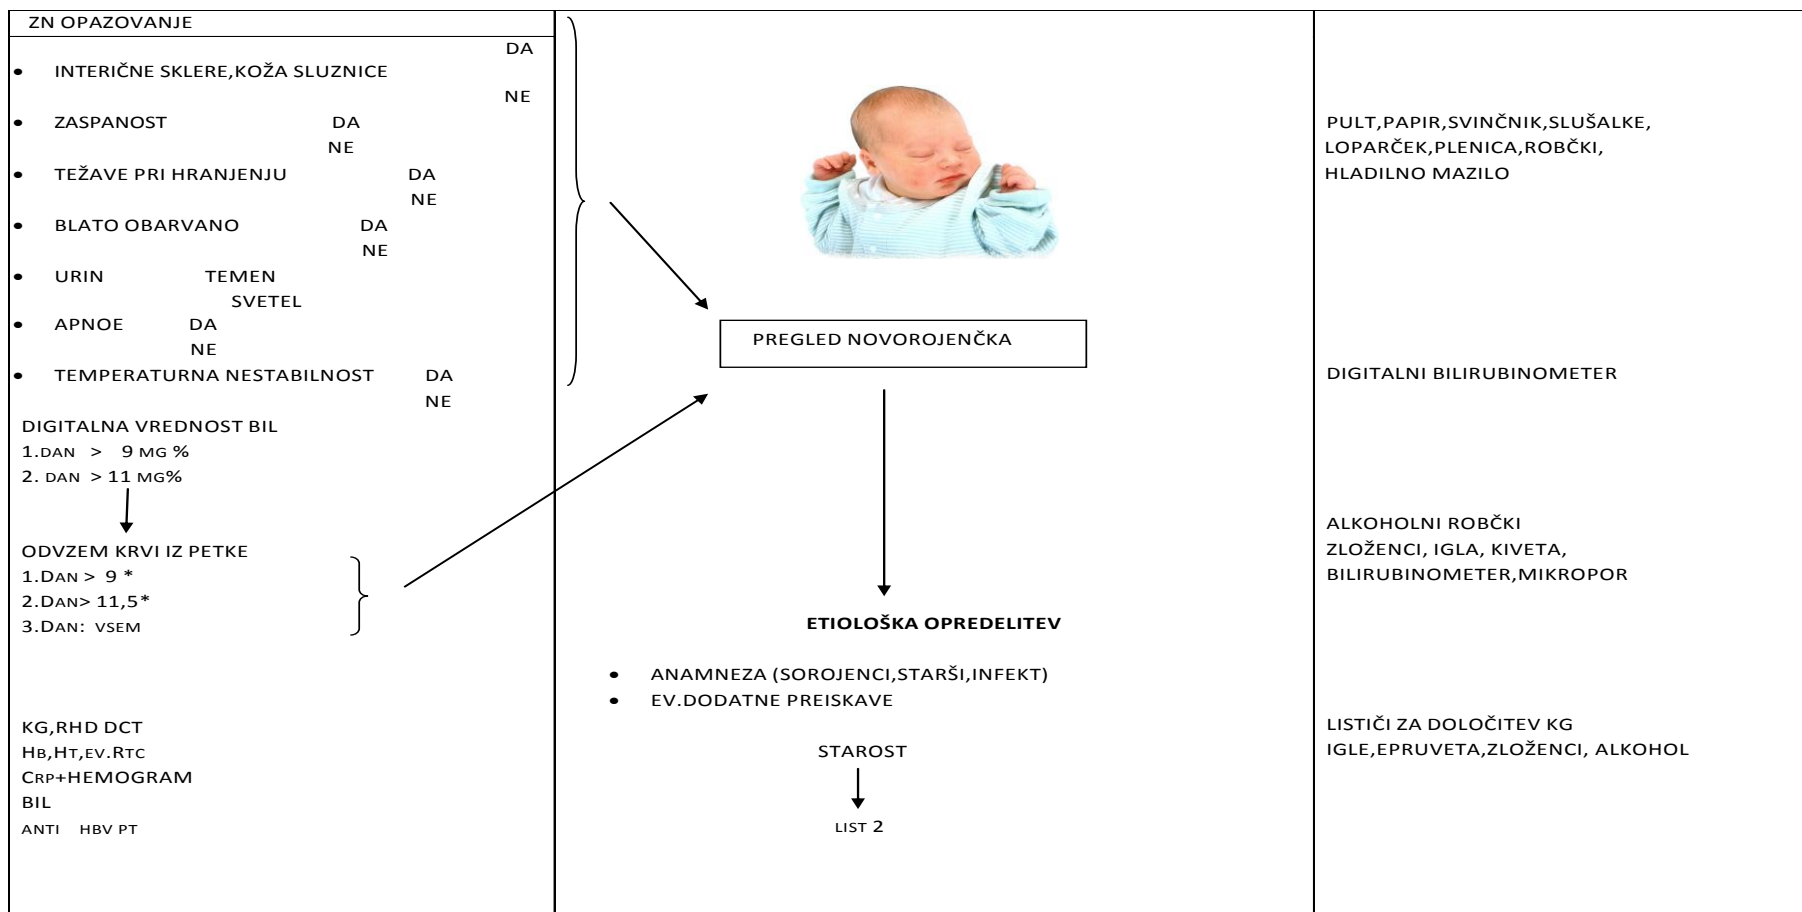 ZN OPAZOVANJE
DA
• INTERIČNE SKLERE,KOŽA SLUZNICE
NE
• ZASPANOST DA
NE
• TEŽAVE PRI HRANJENJU DA
NE
• BLATO OBARVANO DA
NE
• URIN TEMEN
SVETEL
• APNOE DA
NE
• TEMPERATURNA NESTABILNOST DA
NE
DIGITALNA VREDNOST BIL
1.DAN > 9 MG %
2. DAN > 11 MG%
ODVZEM KRVI IZ PETKE
1.DAN > 9 *
2.DAN> 11,5*
3.DAN: VSEM
KG,RHD DCT
HB,HT,EV.RTC
CRP+HEMOGRAM
BIL
ANTI HBV PT
PREGLED NOVOROJENČKA
ETIOLOŠKA OPREDELITEV
• ANAMNEZA (SOROJENCI,STARŠI,INFEKT)
• EV.DODATNE PREISKAVE
STAROST
LIST 2
PULT,PAPIR,SVINČNIK,SLUŠALKE,
LOPARČEK,PLENICA,ROBČKI,
HLADILNO MAZILO
DIGITALNI BILIRUBINOMETER
ALKOHOLNI ROBČKI
ZLOŽENCI, IGLA, KIVETA,
BILIRUBINOMETER,MIKROPOR
LISTIČI ZA DOLOČITEV KG
IGLE,EPRUVETA,ZLOŽENCI, ALKOHOL